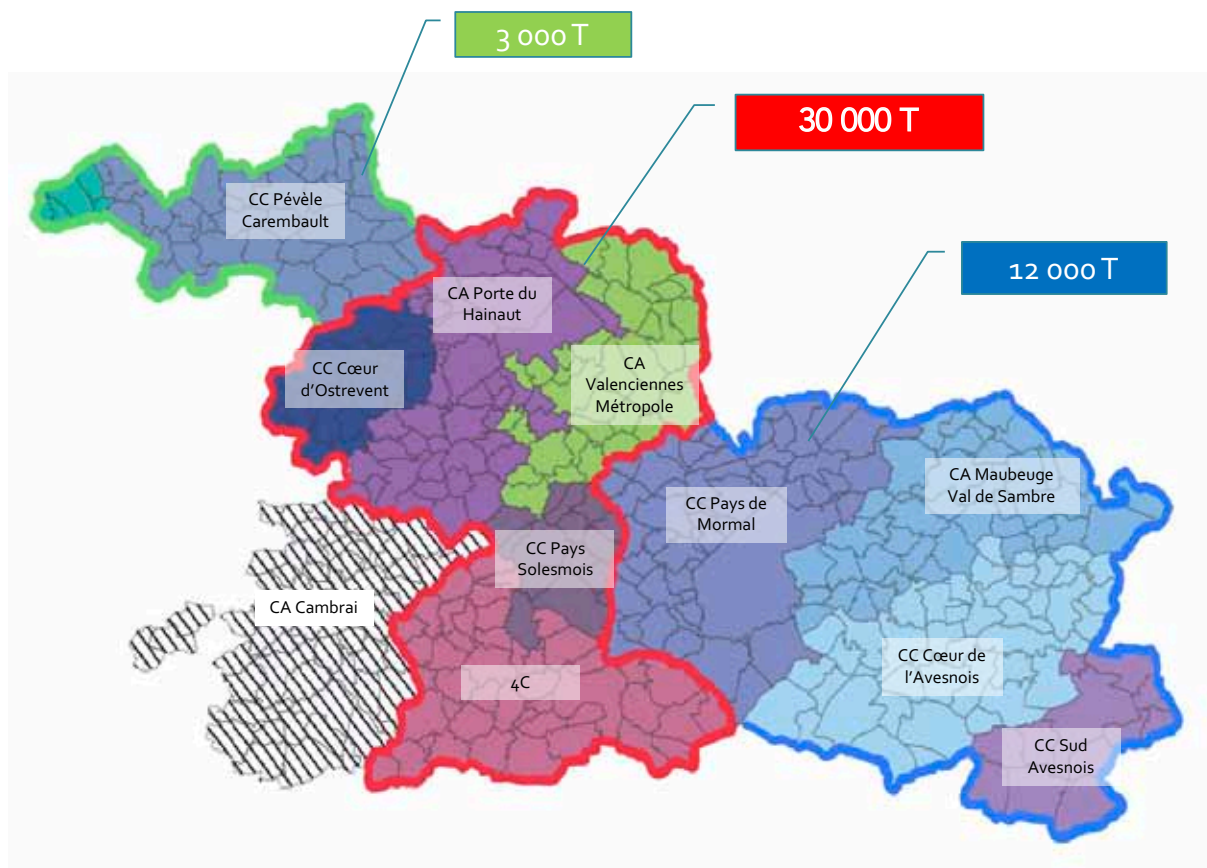 3 000 T
30 000 T
12 000 T
CC Pévèle
Carembault
CA Porte du
Hainaut
CC Cœur
d'Ostrevent
CA
Valenciennes
Métropole
CA Maubeuge
Val de Sambre
CC Pays de
Mormal
CC Pays
Solesmois
CA Cambrai
CC Cœur de
l'Avesnois
4C
CC Sud
Avesnois